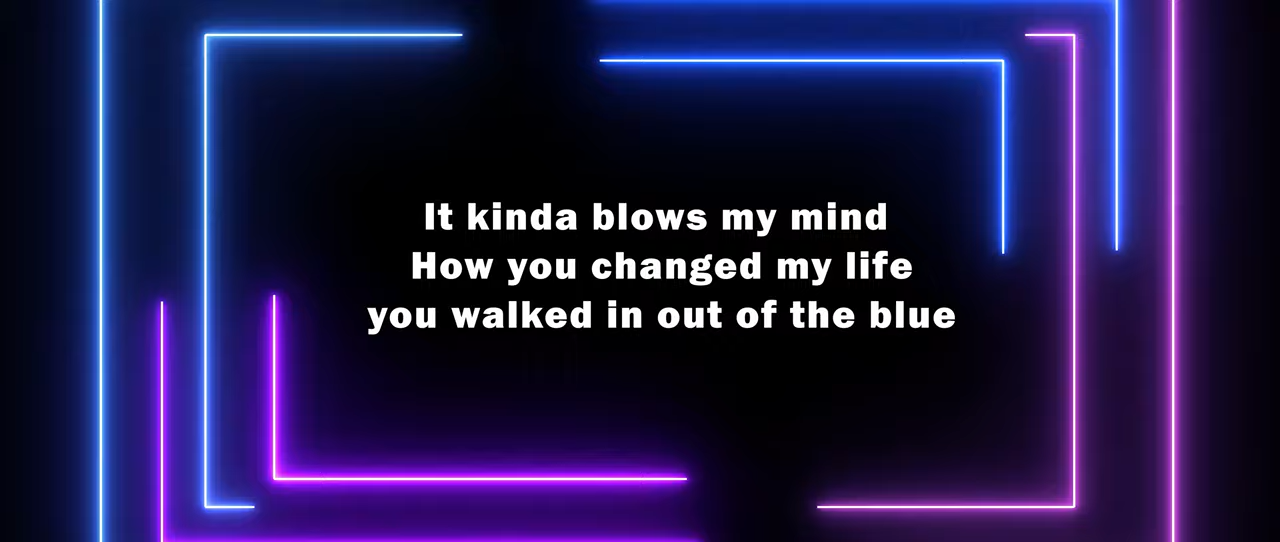 It kinda blows my mind
How you changed my life
you walked in out of the blue